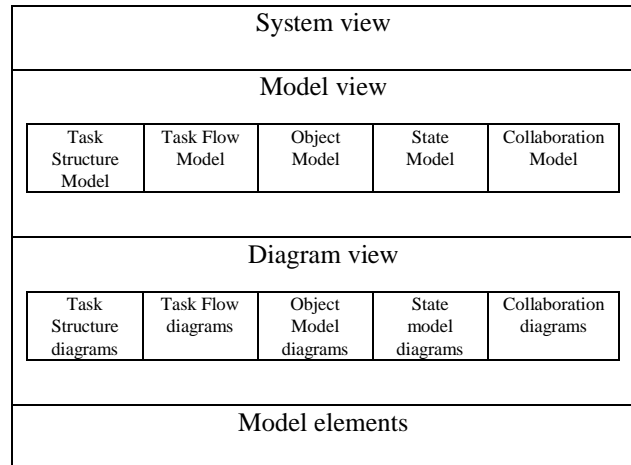 System view
Model view
Task Structure Model
Task Flow Model
Object Model
State Model
Collaboration Model
Diagram view
Task Structure diagrams
Task Flow diagrams
Object Model diagrams
State model diagrams
Collaboration diagrams
Model elements